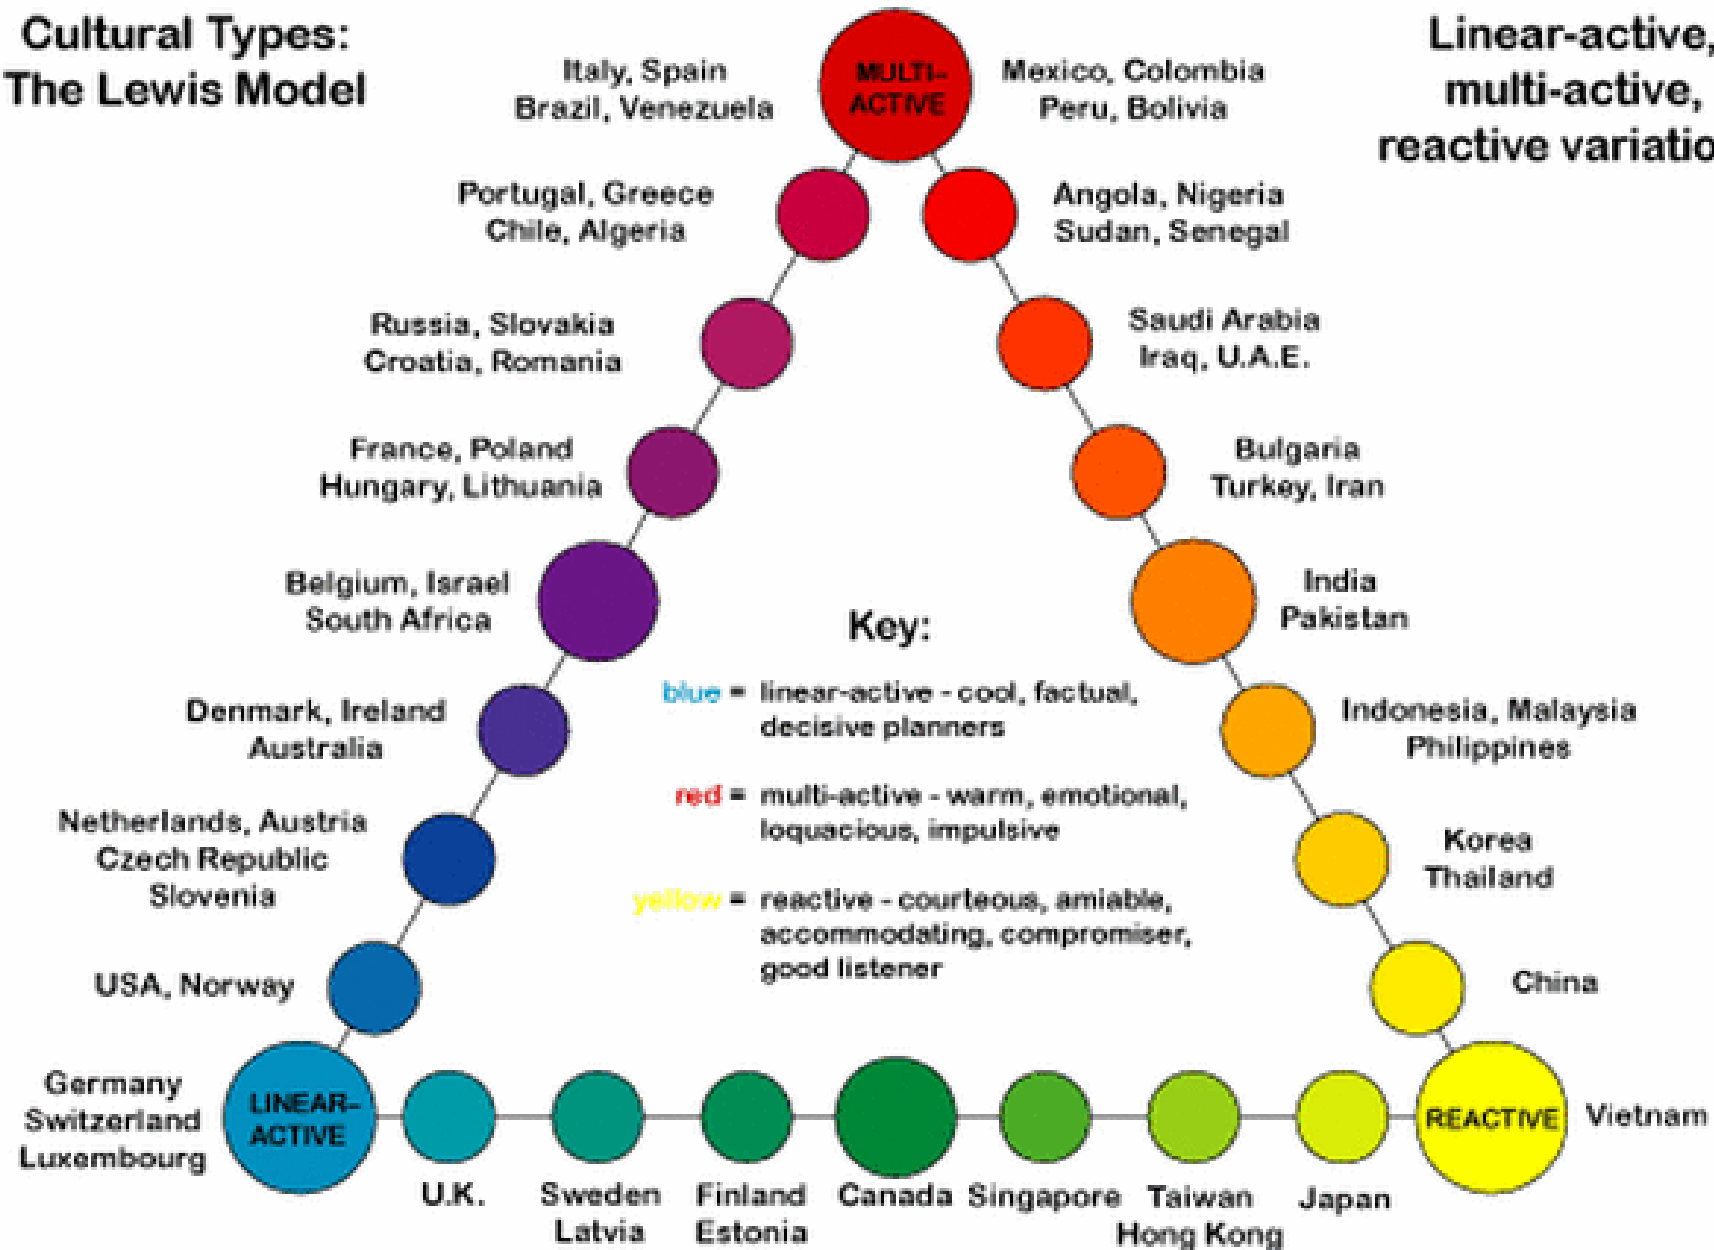 Cultural Types:
The Lewis Model
Linear-active,
multi-active,
reactive variatio
MULTI-
ACTIVE
Italy, Spain
Brazil, Venezuela
Mexico, Colombia
Peru, Bolivia
Portugal, Greece
Chile, Algeria
Angola, Nigeria
Sudan, Senegal
Russia, Slovakia
Croatia, Romania
Saudi Arabia
Iraq, U.A.E.
France, Poland
Hungary, Lithuania
Bulgaria
Turkey, Iran
Belgium, Israel
South Africa
India
Pakistan
Denmark, Ireland
Australia
Indonesia, Malaysia
Philippines
Netherlands, Austria
Czech Republic
Slovenia
Korea
Thailand
USA, Norway
China
Key:
blue = linear-active - cool, factual,
decisive planners
red = multi-active - warm, emotional,
loquacious, impulsive
yellow = reactive - courteous, amiable,
accommodating, compromiser,
good listener
Germany
Switzerland
Luxembourg
LINEAR-
ACTIVE
REACTIVE
Vietnam
U.K.
Sweden
Latvia
Finland
Estonia
Canada
Singapore
Taiwan
Hong Kong
Japan